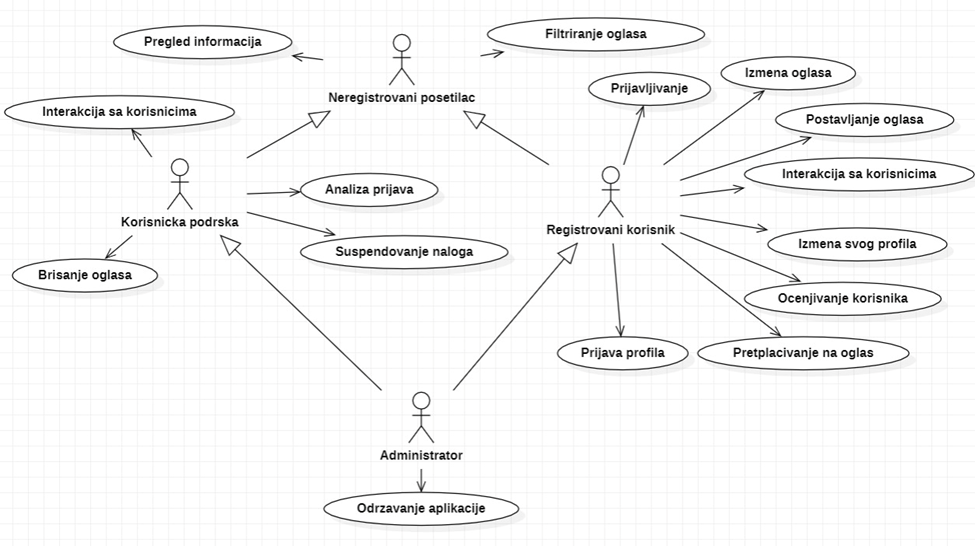 Pregled informacija
Filtriranje oglasa
Neregistrovani posetilac
Izmena oglasa
Prijavljivanje
Interakcija sa korisnicima
Postavljanje oglasa
Interakcija sa korisnicima
Analiza prijava
Korisnicka podrska
Registrovani korisnik
Izmena svog profila
Suspendovanje naloga
Brisanje oglasa
Ocenjivanje korisnika
Prijava profila
Pretplacivanje na oglas
Administrator
Odrzavanje aplikacije